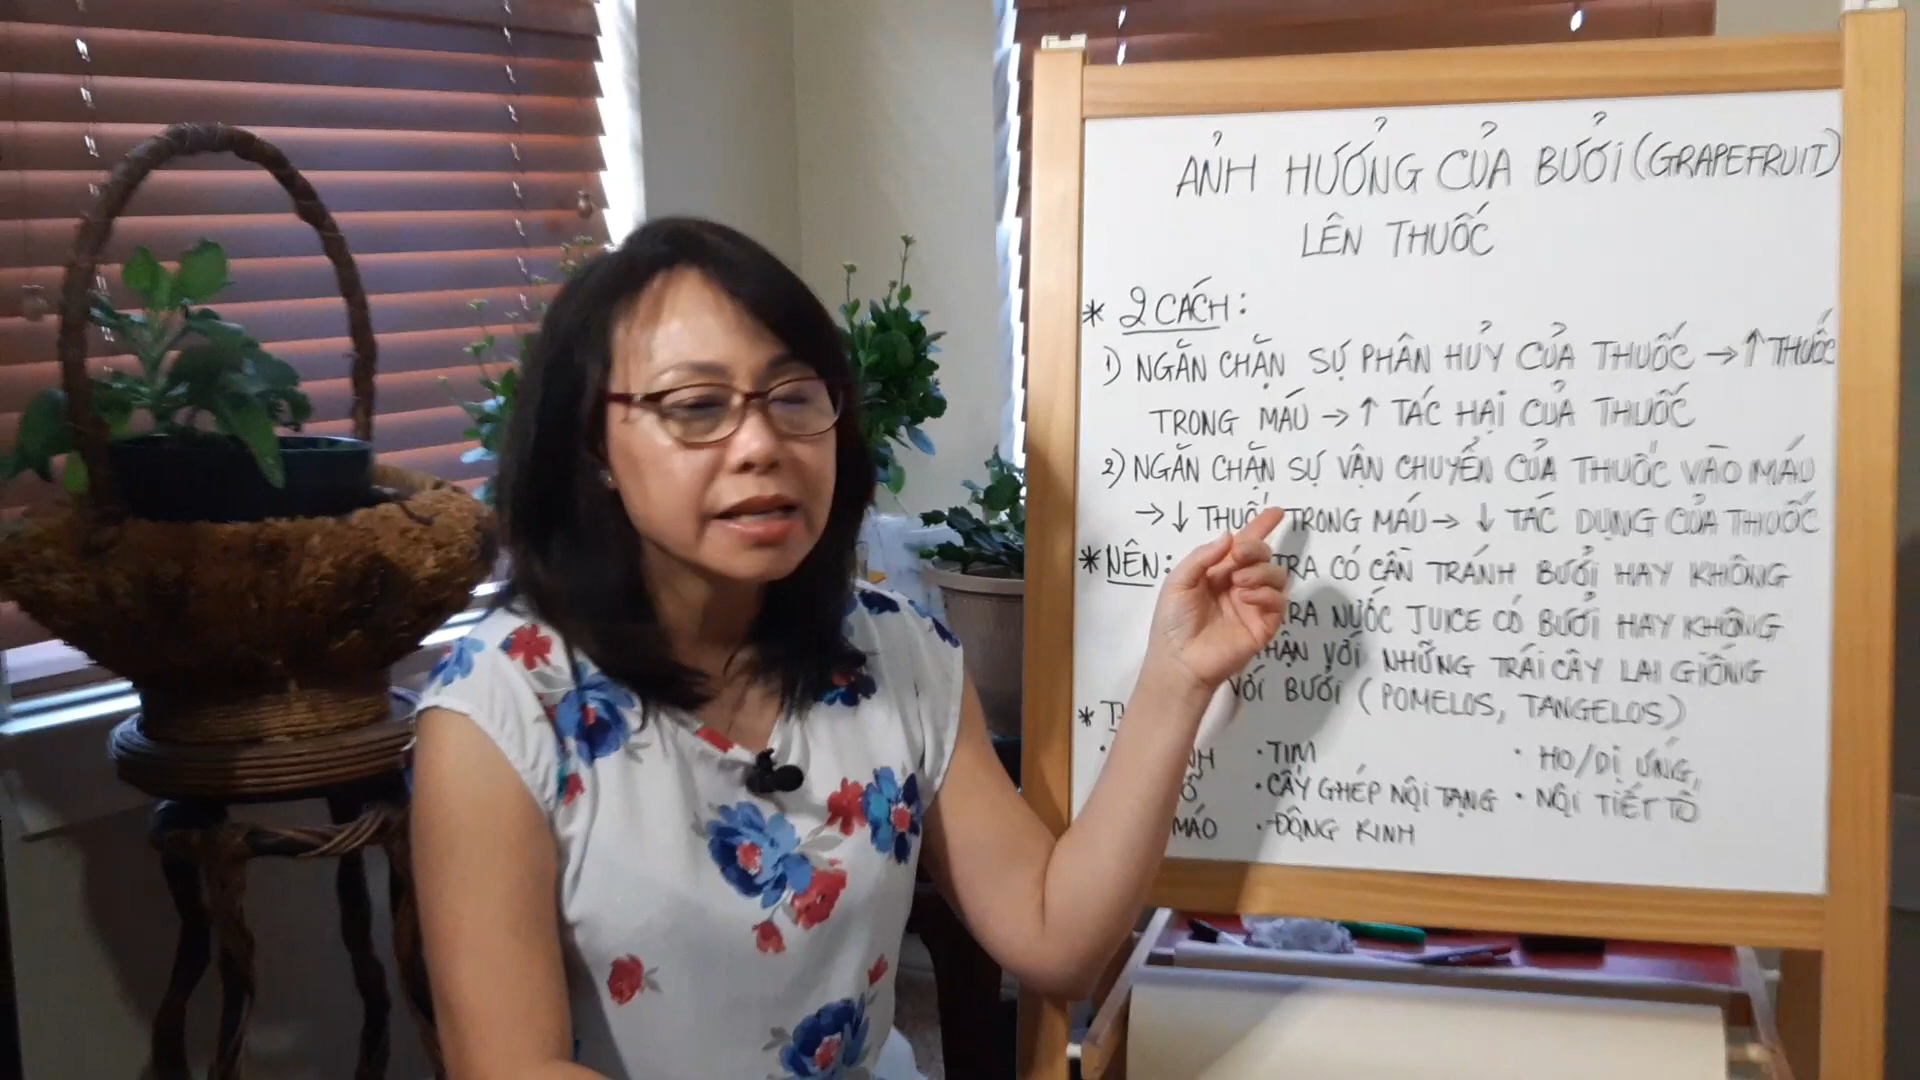 ẢNH HƯỞNG CỦA BƯỞI (GRAPEFRUIT)
LÊN THUỐC
* 2 CÁCH:
1) NGĂN CHẶN SỰ PHÂN HỦY CỦA THUỐC → ↑ THUỐC
TRONG MÁU → ↑ TÁC HẠI CỦA THUỐC
2) NGĂN CHẶN SỰ VẬN CHUYỂN CỦA THUỐC VÀO MÁU
→ ↓ THUỐC TRONG MÁU → ↓ TÁC DỤNG CỦA THUỐC
* NÊN: TRA CÓ CẦN TRÁNH BƯỞI HAY KHÔNG
TRA NƯỚC JUICE CÓ BƯỞI HAY KHÔNG
VỚI NHỮNG TRÁI CÂY LAI GIỐNG
VỚI BƯỞI (POMELOS, TANGELOS)
*
· TIM · HO/DỊ ỨNG,
· CẤY GHÉP NỘI TẠNG · NỘI TIẾT TỐ
MÁO · ĐỘNG KINH